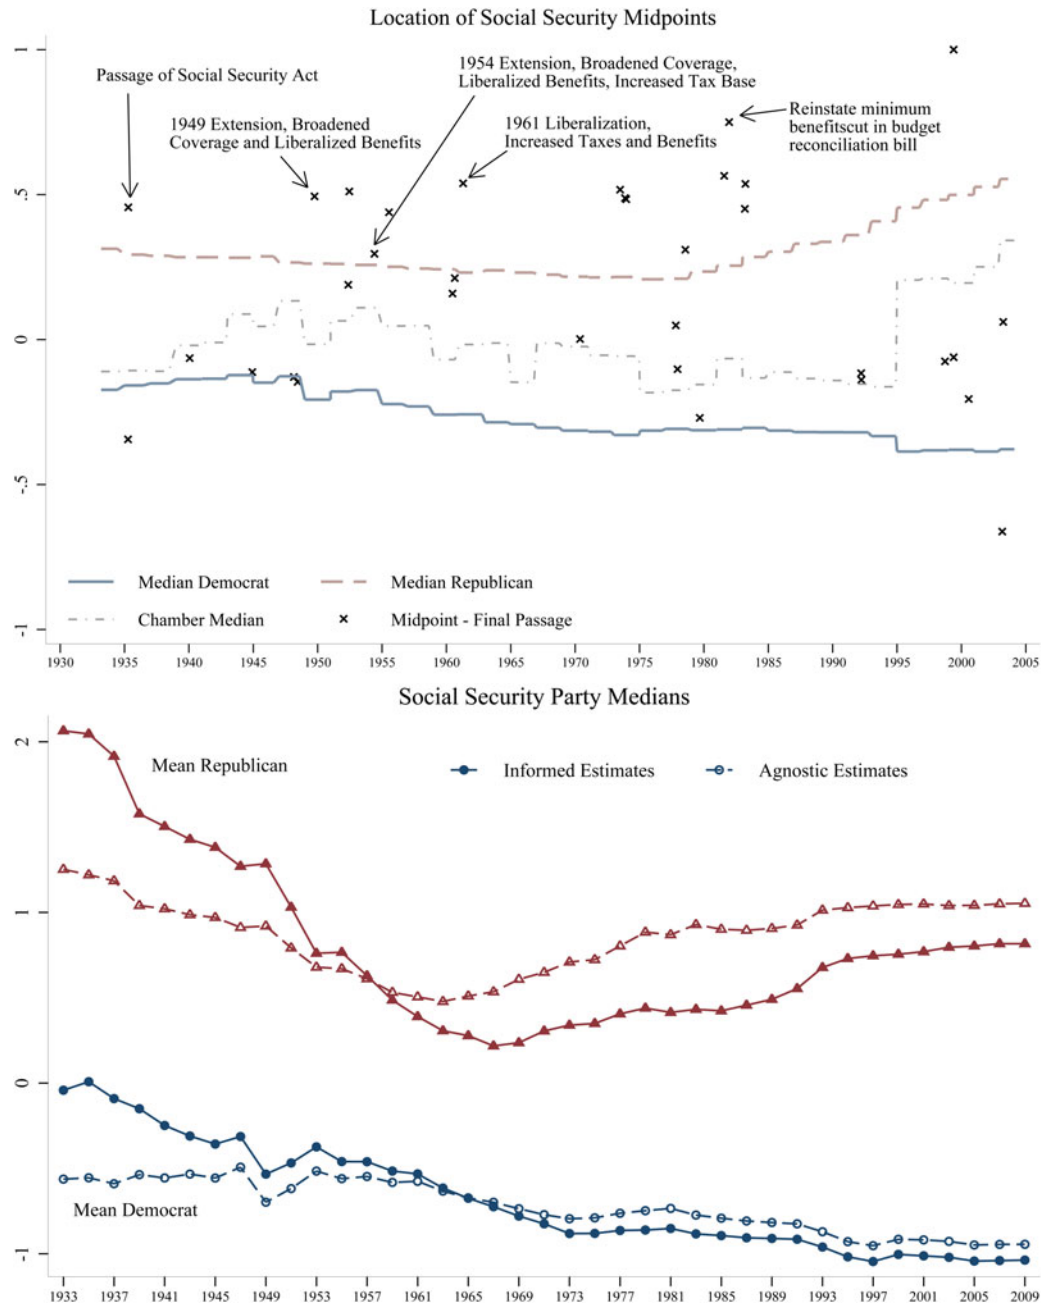 Location of Social Security Midpoints
1
.5
0
-.5
-1
Passage of Social Security Act
1949 Extension, Broadened
Coverage and Liberalized Benefits
1954 Extension, Broadened Coverage,
Liberalized Benefits, Increased Tax Base
1961 Liberalization,
Increased Taxes and Benefits
Reinstate minimum
benefitscut in budget
reconciliation bill
Median Democrat
Median Republican
Chamber Median
Midpoint - Final Passage
1930 1935 1940 1945 1950 1955 1960 1965 1970 1975 1980 1985 1990 1995 2000 2005
Social Security Party Medians
2
1
0
-1
Mean Republican
Informed Estimates
Agnostic Estimates
Mean Democrat
1933 1937 1941 1945 1949 1953 1957 1961 1965 1969 1973 1977 1981 1985 1989 1993 1997 2001 2005 2009